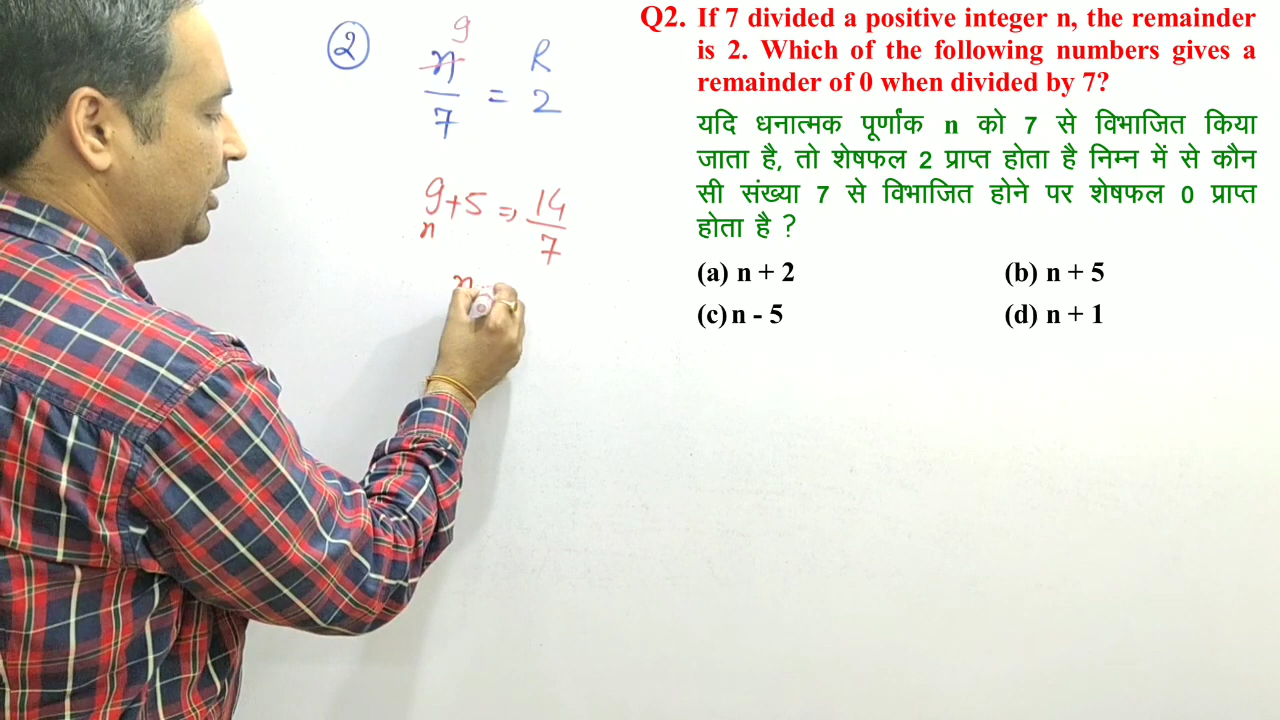 ② 9
n/7 = R 2
9 + 5 ⇒ 14/7
n
n
Q2. If 7 divided a positive integer n, the remainder
is 2. Which of the following numbers gives a
remainder of 0 when divided by 7?
यदि धनात्मक पूर्णांक n को 7 से विभाजित किया
जाता है, तो शेषफल 2 प्राप्त होता है निम्न में से कौन
सी संख्या 7 से विभाजित होने पर शेषफल 0 प्राप्त
होता है ?
(a) n + 2 (b) n + 5
(c) n - 5 (d) n + 1